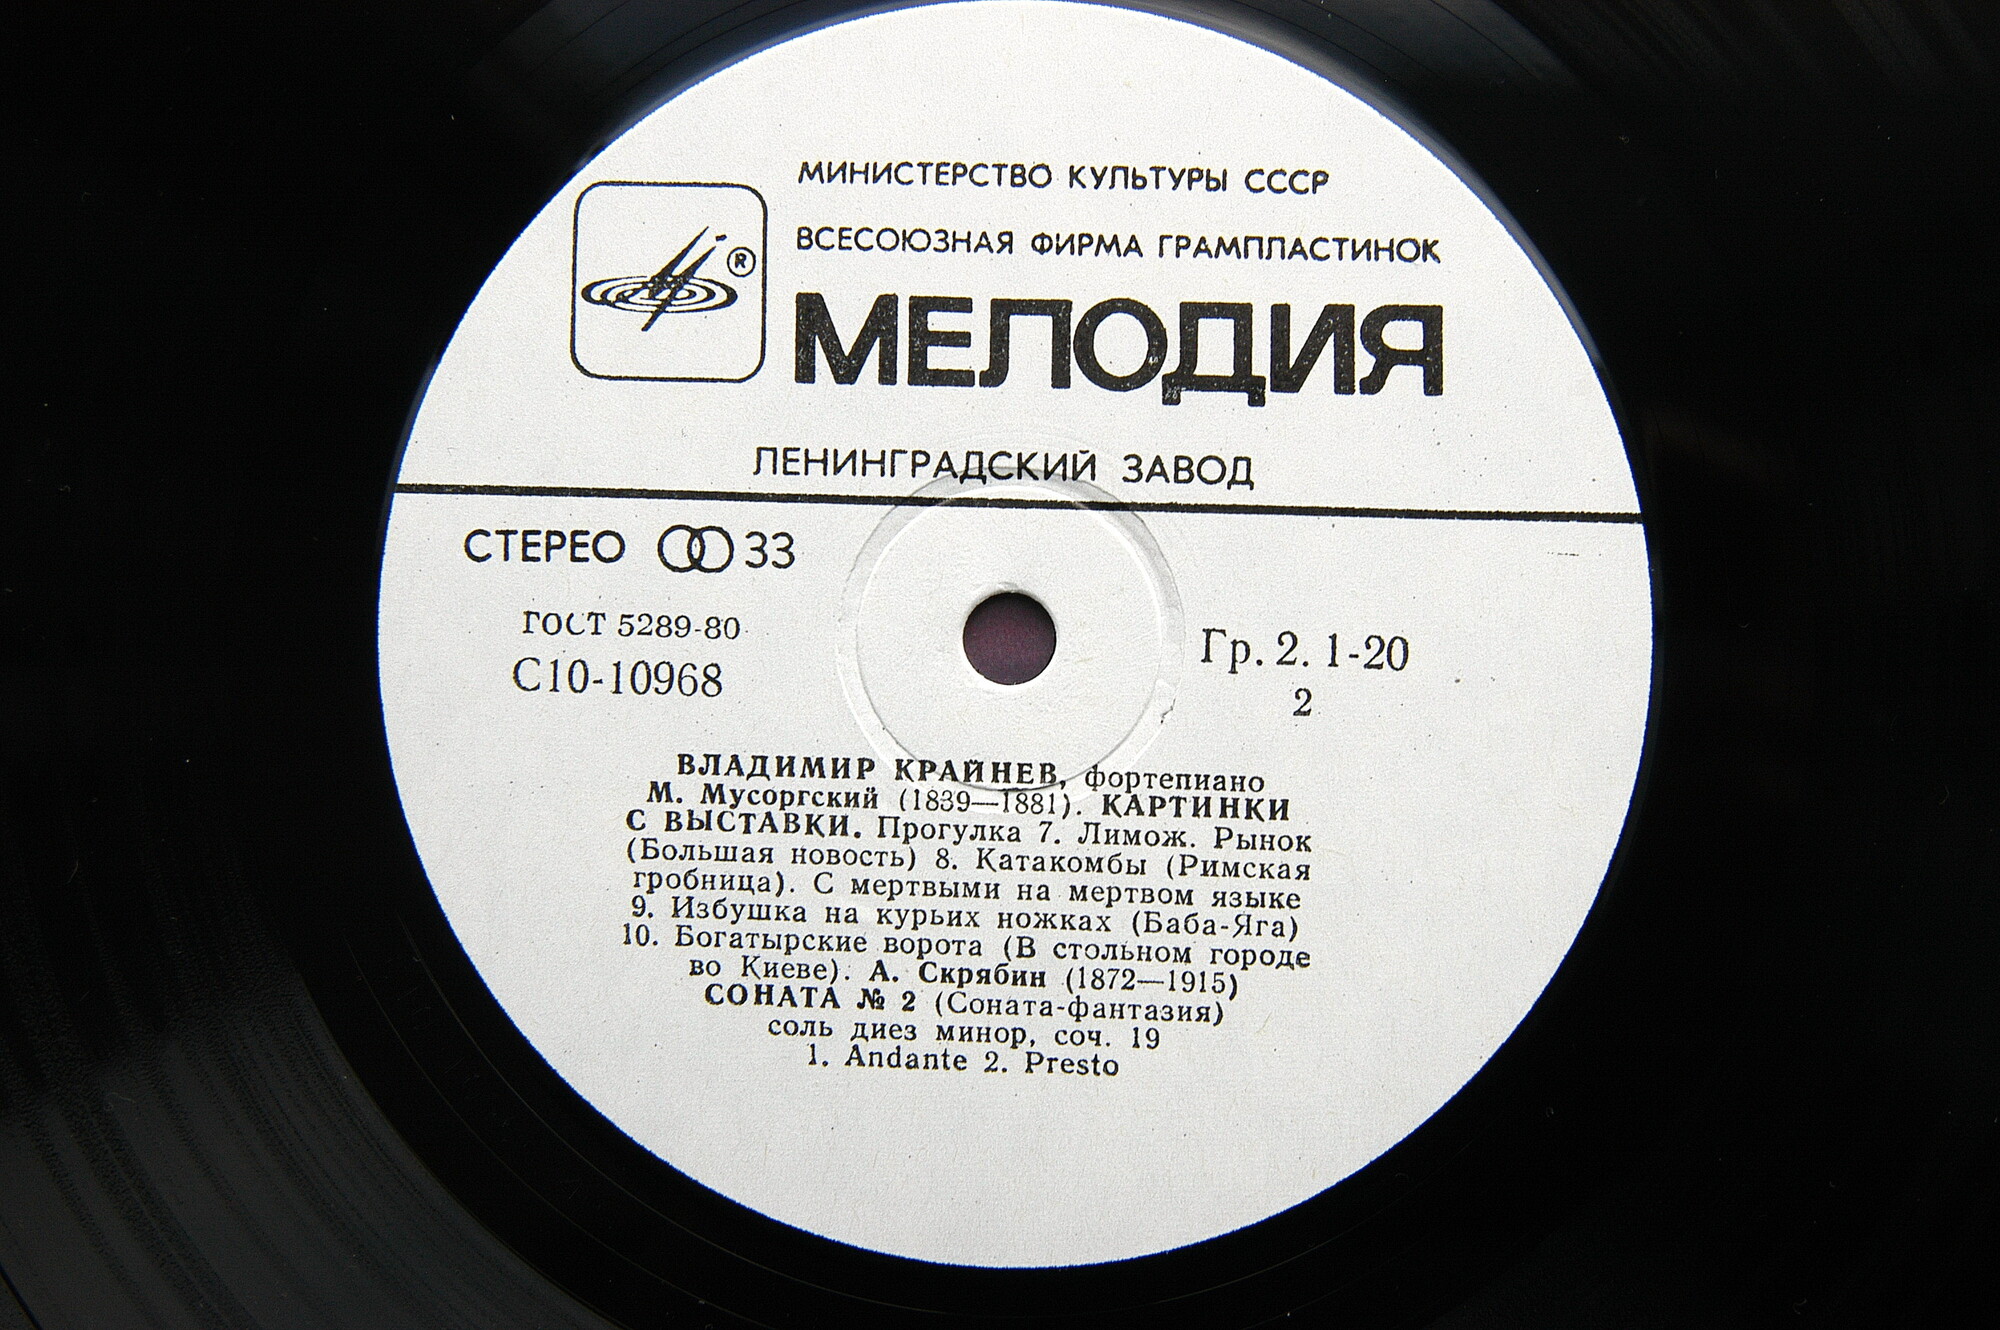 МИНИСТЕРСТВО КУЛЬТУРЫ СССР
ВСЕСОЮЗНАЯ ФИРМА ГРАМПЛАСТИНОК
®
МЕЛОДИЯ
ЛЕНИНГРАДСКИЙ ЗАВОД
СТЕРЕО 33
ГОСТ 5289-80
С10-10968
Гр. 2. 1-20
2
ВЛАДИМИР КРАЙНЕВ, фортепиано
М. Мусоргский (1839—1881). КАРТИНКИ
С ВЫСТАВКИ. Прогулка 7. Лимож. Рынок
(Большая новость) 8. Катакомбы (Римская
гробница). С мертвыми на мертвом языке
9. Избушка на курьих ножках (Баба-Яга)
10. Богатырские ворота (В стольном городе
во Киеве). А. Скрябин (1872—1915)
СОНАТА № 2 (Соната-фантазия)
соль диез минор, соч. 19
1. Andante 2. Presto